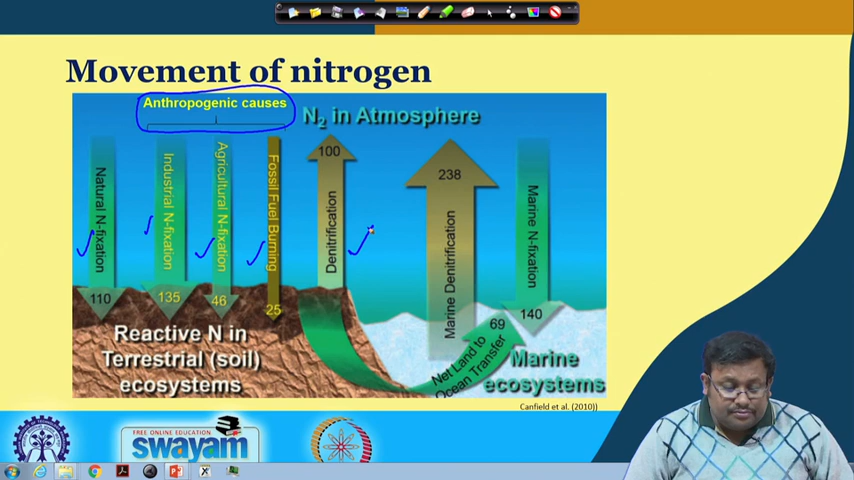 Movement of nitrogen
Anthropogenic causes
N2 in Atmosphere
Natural N-fixation
110
Industrial N-fixation
135
Agricultural N-fixation
46
Fossil Fuel Burning
25
100
Denitrification
238
Marine Denitrification
Marine N-fixation
140
69
Net Land to
Ocean Transfer
Reactive N in
Terrestrial (soil)
ecosystems
Marine
ecosystems
Canfield et al. (2010))
FREE ONLINE EDUCATION
swayam